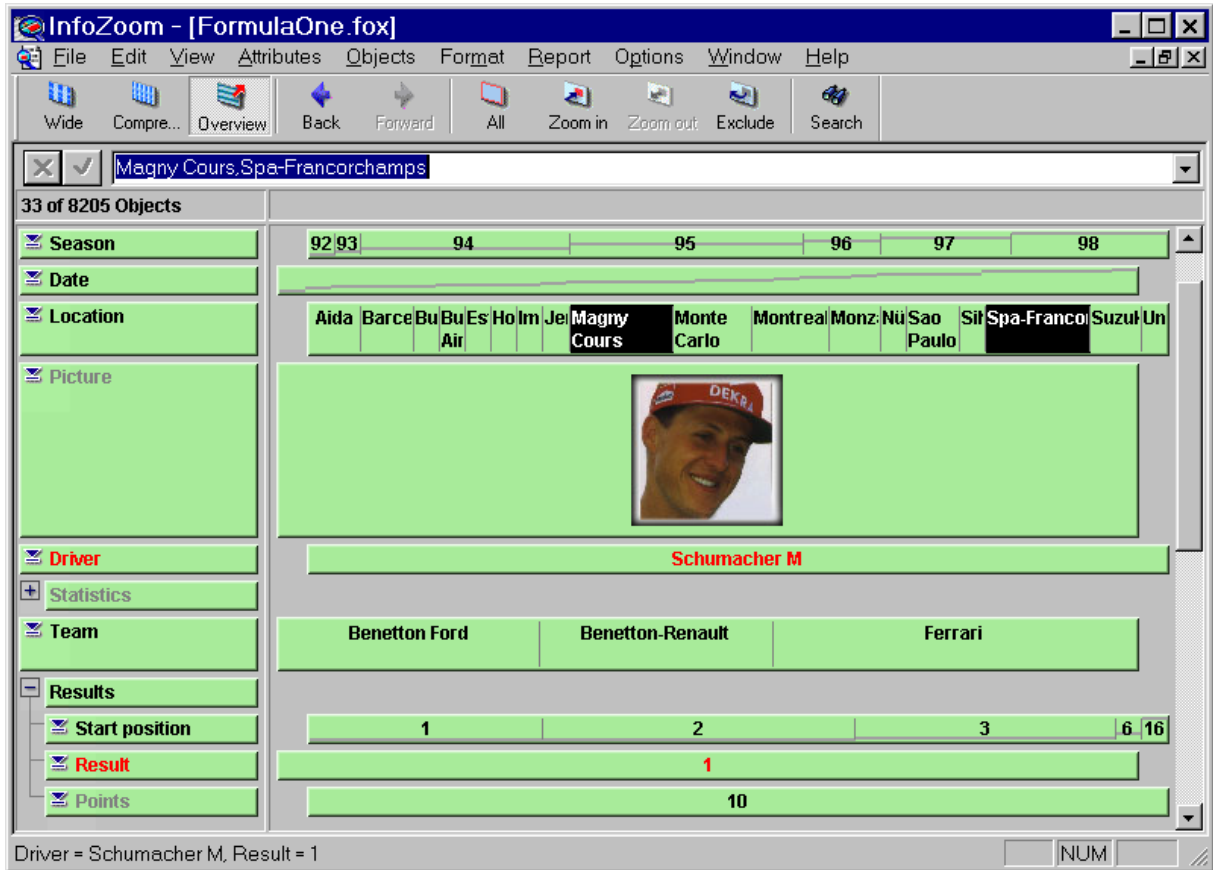 InfoZoom - [FormulaOne.fox]
File Edit View Attributes Objects Format Report Options Window Help
Wide Compre... Overview Back Forward All Zoom in Zoom out Exclude Search
Magny Cours,Spa-Francorchamps
33 of 8205 Objects
Season 92 93 94 95 96 97 98
Date
Location Aida Barce Bu Bu Es Ho Im Je Magny Monte Montreal Monz Nü Sao Sil Spa-Francor Suzuk Un
Air Cours Carlo Paulo
Picture
DEKRA
Driver Schumacher M
Statistics
Team Benetton Ford Benetton-Renault Ferrari
Results
Start position 1 2 3 6 16
Result 1
Points 10
Driver = Schumacher M, Result = 1
NUM